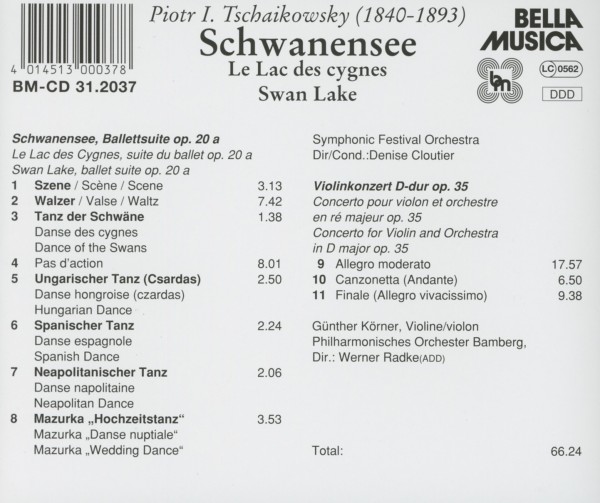 Piotr I. Tschaikowsky (1840-1893)
Schwanensee
Le Lac des cygnes
Swan Lake
4 014513 000378
BM-CD 31.2037
BELLA
MUSICA
bm
LC 0562
DDD
Schwanensee, Ballettsuite op. 20 a
Le Lac des Cygnes, suite du ballet op. 20 a
Swan Lake, ballet suite op. 20 a
1 Szene / Scène / Scene 3.13
2 Walzer / Valse / Waltz 7.42
3 Tanz der Schwäne 1.38
Danse des cygnes
Dance of the Swans
4 Pas d'action 8.01
5 Ungarischer Tanz (Csardas) 2.50
Danse hongroise (czardas)
Hungarian Dance
6 Spanischer Tanz 2.24
Danse espagnole
Spanish Dance
7 Neapolitanischer Tanz 2.06
Danse napolitaine
Neapolitan Dance
8 Mazurka „Hochzeitstanz“ 3.53
Mazurka „Danse nuptiale“
Mazurka „Wedding Dance“
Symphonic Festival Orchestra
Dir/Cond.:Denise Cloutier
Violinkonzert D-dur op. 35
Concerto pour violon et orchestre
en ré majeur op. 35
Concerto for Violin and Orchestra
in D major op. 35
9 Allegro moderato 17.57
10 Canzonetta (Andante) 6.50
11 Finale (Allegro vivacissimo) 9.38
Günther Körner, Violine/violon
Philharmonisches Orchester Bamberg,
Dir.: Werner Radke(ADD)
Total: 66.24